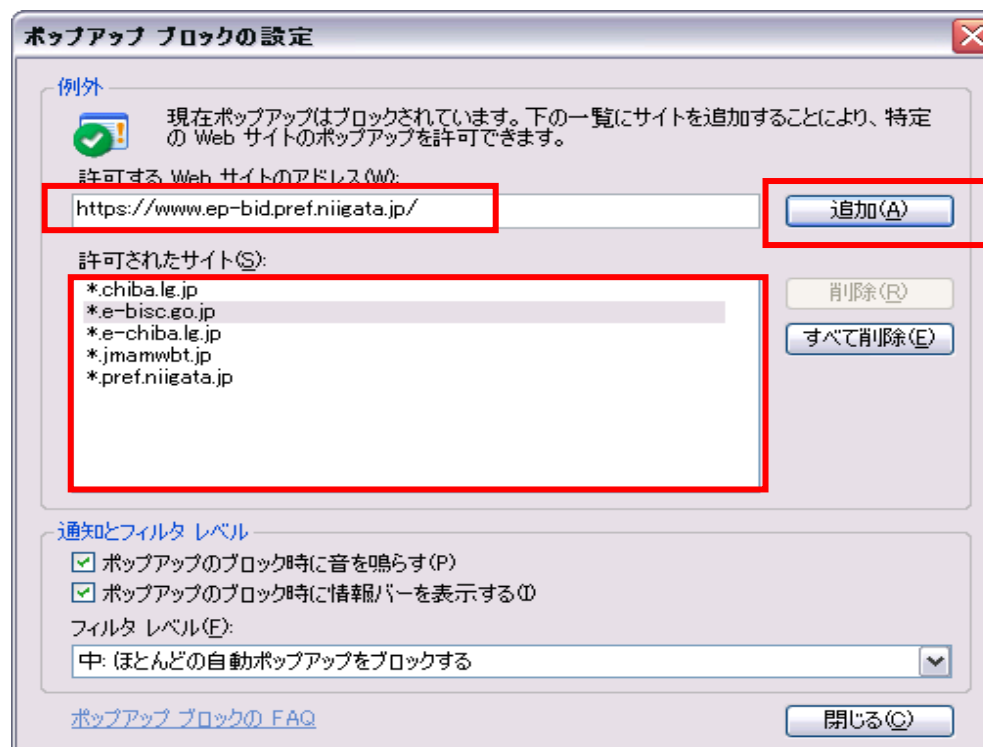 ポップアップ ブロックの設定
例外
現在ポップアップはブロックされています。下の一覧にサイトを追加することにより、特定
の Web サイトのポップアップを許可できます。
許可する Web サイトのアドレス(W):
https://www.ep-bid.pref.niigata.jp/
追加(A)
許可されたサイト(S):
*.chiba.lg.jp
*.e-bisc.go.jp
*.e-chiba.lg.jp
*.jmamwbt.jp
*.pref.niigata.jp
削除(R)
すべて削除(E)
通知とフィルタ レベル
ポップアップのブロック時に音を鳴らす(P)
ポップアップのブロック時に情報バーを表示する(I)
フィルタ レベル(F):
中: ほとんどの自動ポップアップをブロックする
ポップアップ ブロックの FAQ
閉じる(C)